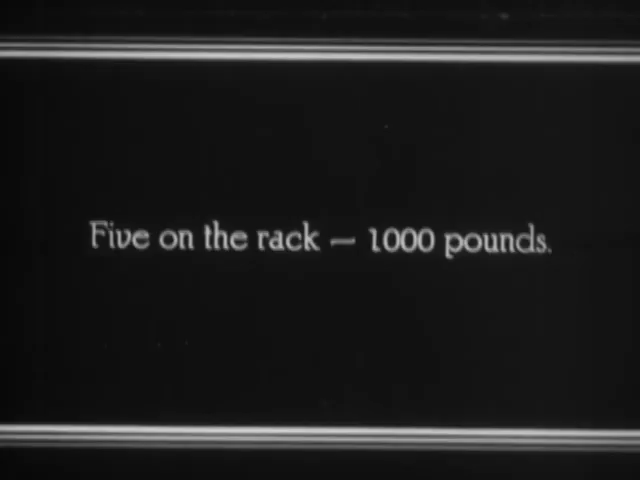 Five on the rack — 1000 pounds.